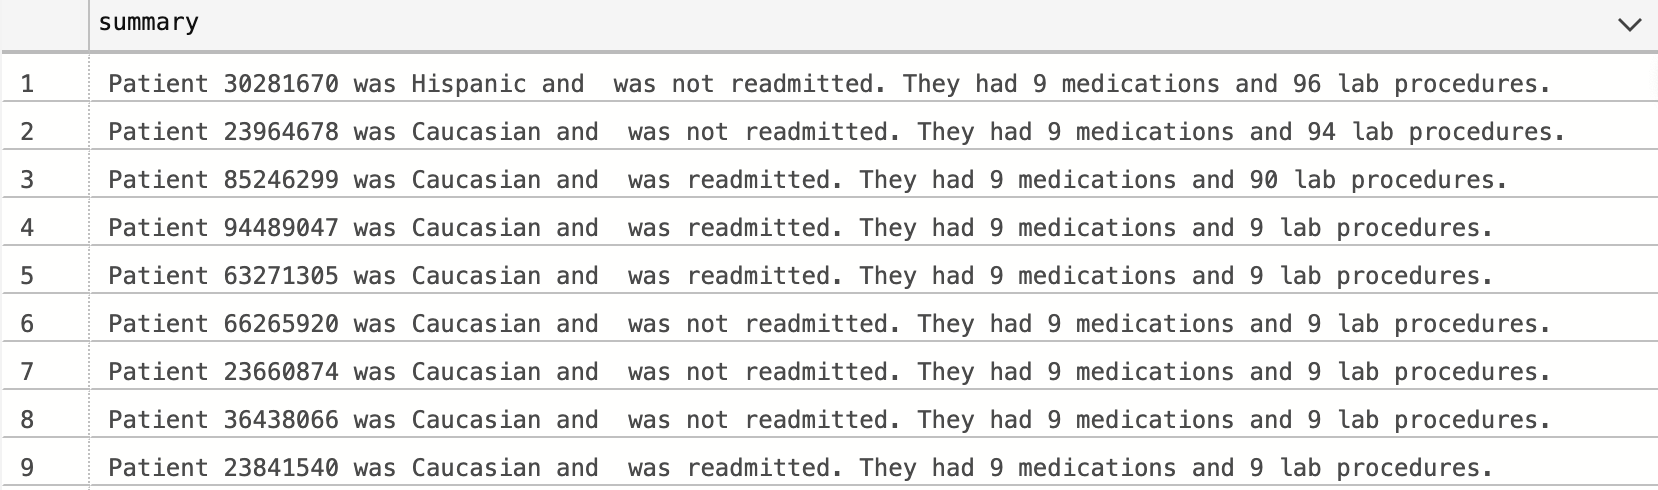 summary
1 Patient 30281670 was Hispanic and  was not readmitted. They had 9 medications and 96 lab procedures.
2 Patient 23964678 was Caucasian and  was not readmitted. They had 9 medications and 94 lab procedures.
3 Patient 85246299 was Caucasian and  was readmitted. They had 9 medications and 90 lab procedures.
4 Patient 94489047 was Caucasian and  was readmitted. They had 9 medications and 9 lab procedures.
5 Patient 63271305 was Caucasian and  was readmitted. They had 9 medications and 9 lab procedures.
6 Patient 66265920 was Caucasian and  was not readmitted. They had 9 medications and 9 lab procedures.
7 Patient 23660874 was Caucasian and  was not readmitted. They had 9 medications and 9 lab procedures.
8 Patient 36438066 was Caucasian and  was not readmitted. They had 9 medications and 9 lab procedures.
9 Patient 23841540 was Caucasian and  was readmitted. They had 9 medications and 9 lab procedures.